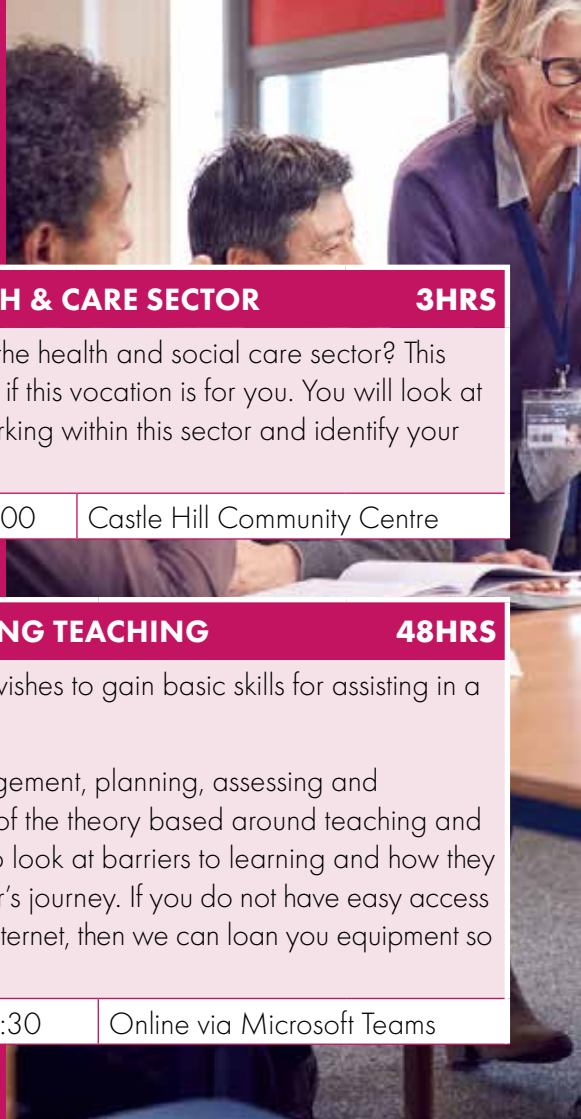 H & CARE SECTOR 3HRS
the health and social care sector? This
if this vocation is for you. You will look at
rking within this sector and identify your
00 Castle Hill Community Centre
NG TEACHING 48HRS
wishes to gain basic skills for assisting in a
gement, planning, assessing and
of the theory based around teaching and
o look at barriers to learning and how they
r’s journey. If you do not have easy access
ternet, then we can loan you equipment so
:30 Online via Microsoft Teams